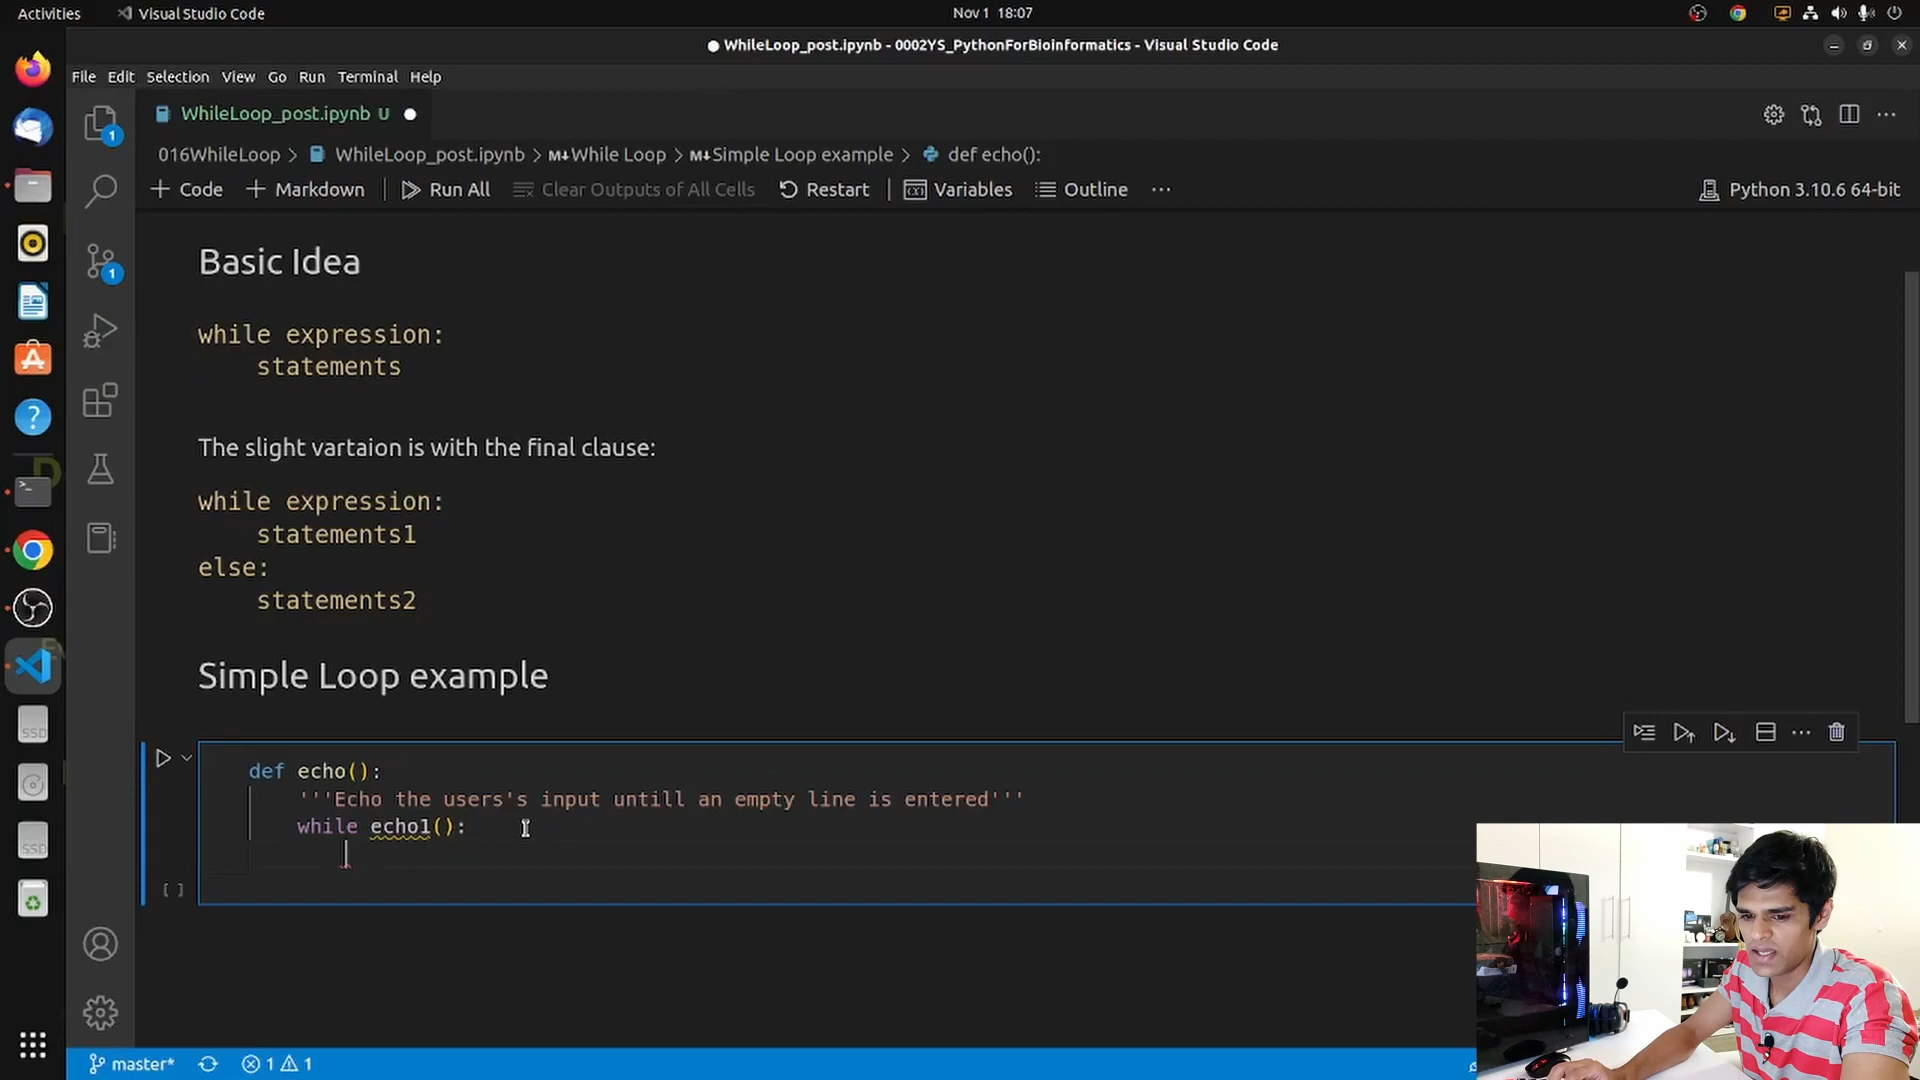 Activities Visual Studio Code Nov 1 18:07
WhileLoop_post.ipynb - 0002YS_PythonForBioinformatics - Visual Studio Code
File Edit Selection View Go Run Terminal Help
WhileLoop_post.ipynb U
016WhileLoop > WhileLoop_post.ipynb > M↓While Loop > M↓Simple Loop example > def echo():
+ Code + Markdown Run All Clear Outputs of All Cells Restart Variables Outline ... Python 3.10.6 64-bit
Basic Idea
while expression:
statements
The slight vartaion is with the final clause:
while expression:
statements1
else:
statements2
Simple Loop example
def echo():
'''Echo the users's input untill an empty line is entered'''
while echo1():
[ ]
master* 1 1
1
1
SSD
SSD